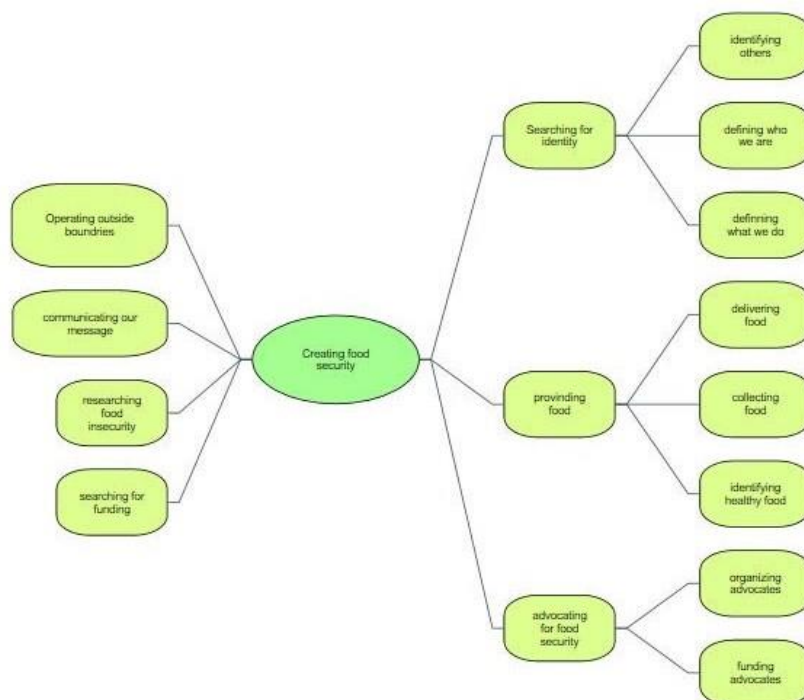 Operating outside
boundries
communicating our
message
researching
food
insecurity
searching for
funding
Creating food
security
Searching for
identity
identifying
others
defining who
we are
definning
what we do
provinding
food
delivering
food
collecting
food
identifying
healthy food
advocating
for food
security
organizing
advocates
funding
advocates